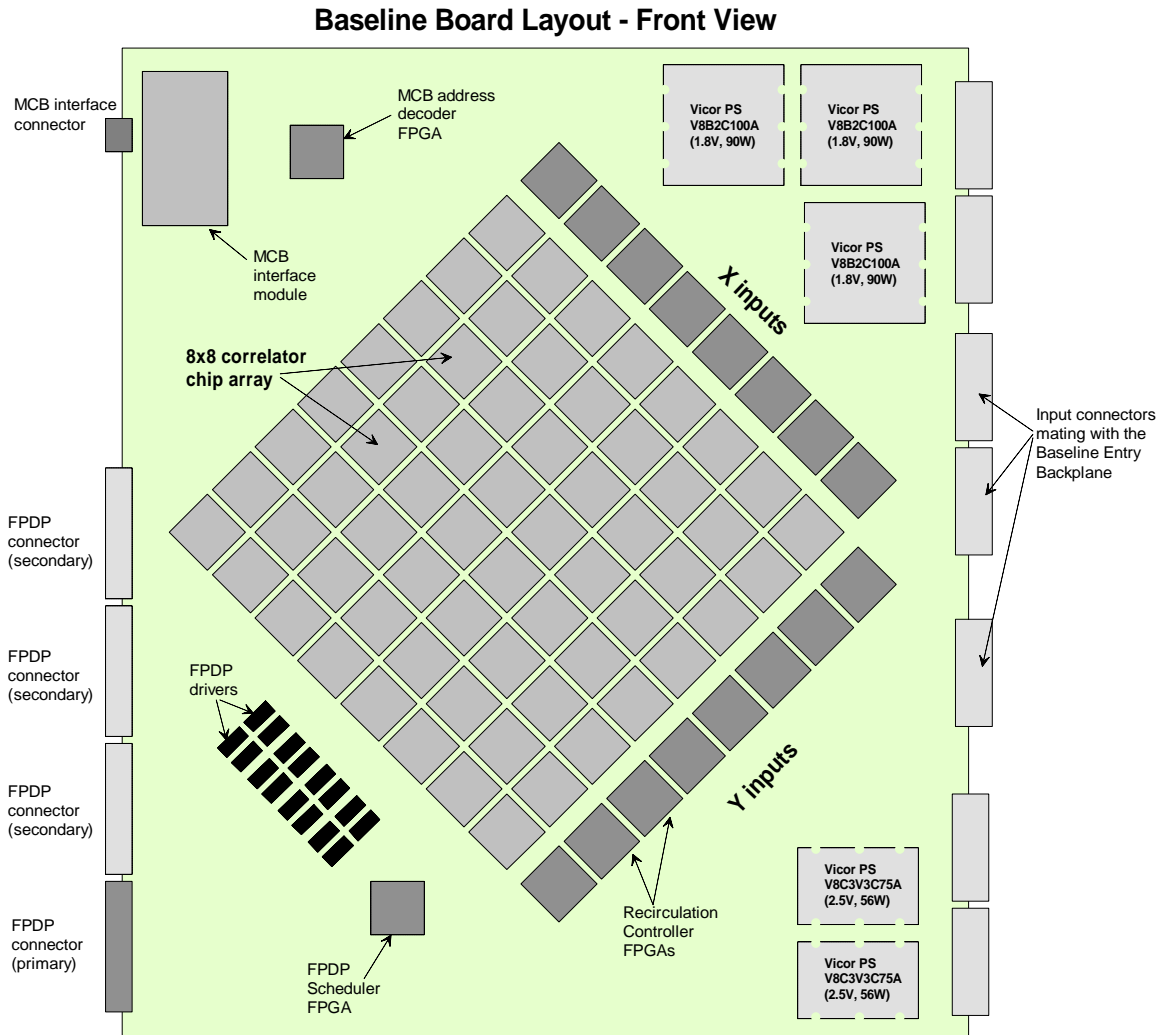 Baseline Board Layout - Front View
MCB interface
connector
MCB address
decoder
FPGA
Vicor PS
V8B2C100A
(1.8V, 90W)
Vicor PS
V8B2C100A
(1.8V, 90W)
MCB
interface
module
Vicor PS
V8B2C100A
(1.8V, 90W)
X inputs
8x8 correlator
chip array
Input connectors
mating with the
Baseline Entry
Backplane
FPDP
connector
(secondary)
FPDP
connector
(secondary)
FPDP
drivers
FPDP
connector
(secondary)
Y inputs
FPDP
connector
(primary)
FPDP
Scheduler
FPGA
Recirculation
Controller
FPGAs
Vicor PS
V8C3V3C75A
(2.5V, 56W)
Vicor PS
V8C3V3C75A
(2.5V, 56W)